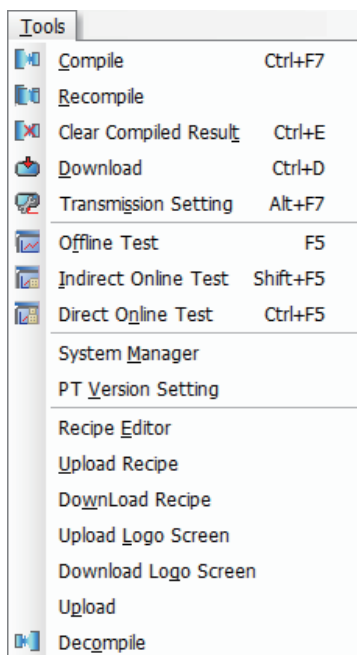 Tools
Compile Ctrl+F7
Recompile
Clear Compiled Result Ctrl+E
Download Ctrl+D
Transmission Setting Alt+F7
Offline Test F5
Indirect Online Test Shift+F5
Direct Online Test Ctrl+F5
System Manager
PT Version Setting
Recipe Editor
Upload Recipe
DownLoad Recipe
Upload Logo Screen
Download Logo Screen
Upload
Decompile